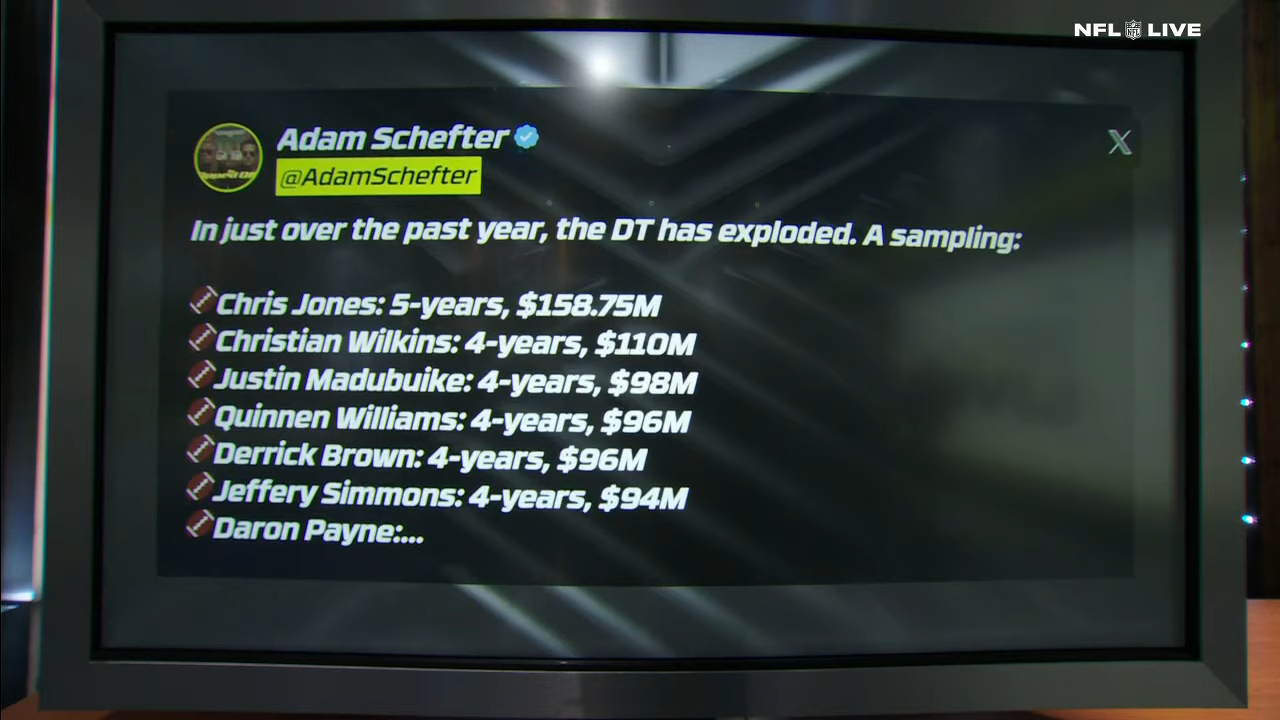 NFL LIVE
Adam Schefter
@AdamSchefter
In just over the past year, the DT has exploded. A sampling:
Chris Jones: 5-years, $158.75M
Christian Wilkins: 4-years, $110M
Justin Madubuike: 4-years, $98M
Quinnen Williams: 4-years, $96M
Derrick Brown: 4-years, $96M
Jeffery Simmons: 4-years, $94M
Daron Payne:...